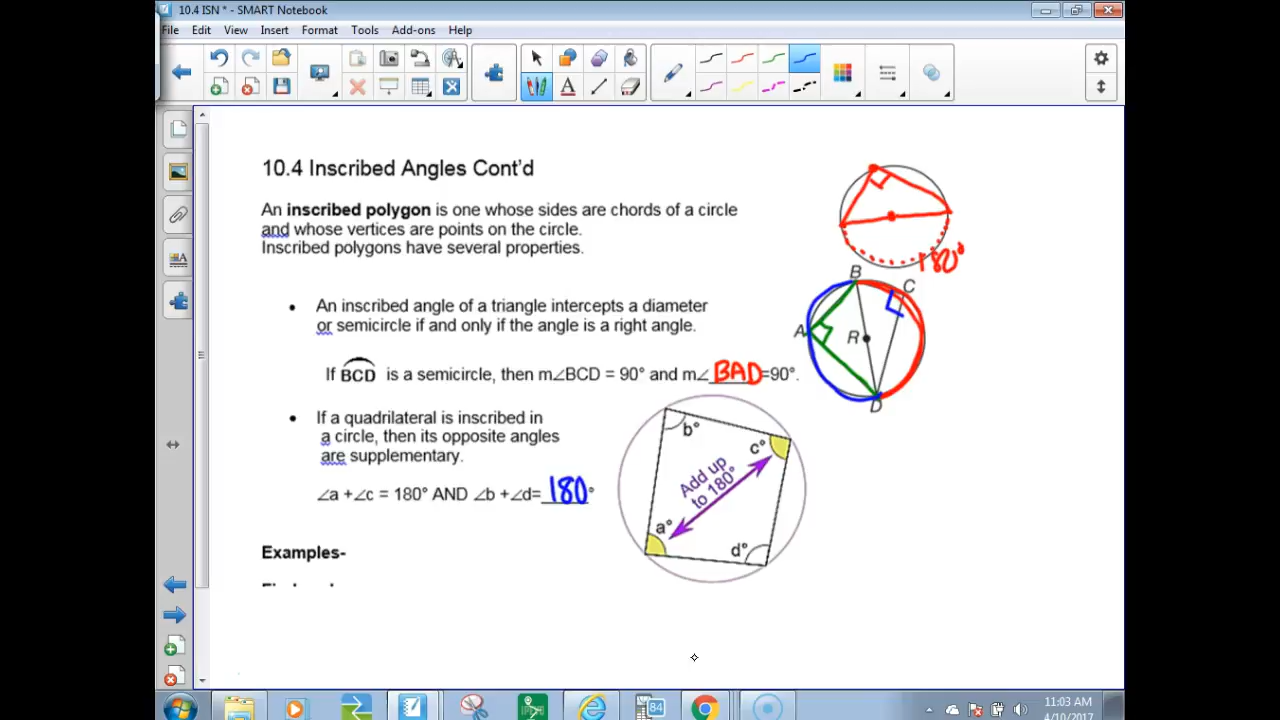 10.4 ISN * - SMART Notebook
File Edit View Insert Format Tools Add-ons Help
10.4 Inscribed Angles Cont'd
An inscribed polygon is one whose sides are chords of a circle
and whose vertices are points on the circle.
Inscribed polygons have several properties.
180°
• An inscribed angle of a triangle intercepts a diameter
or semicircle if and only if the angle is a right angle.
B
C
A
R
D
If BCD is a semicircle, then m∠BCD = 90° and m∠BAD=90°.
• If a quadrilateral is inscribed in
a circle, then its opposite angles
are supplementary.
∠a +∠c = 180° AND ∠b +∠d=180°
b°
c°
Add up
to 180°
a°
d°
Examples-
84
11:03 AM
4/10/2017